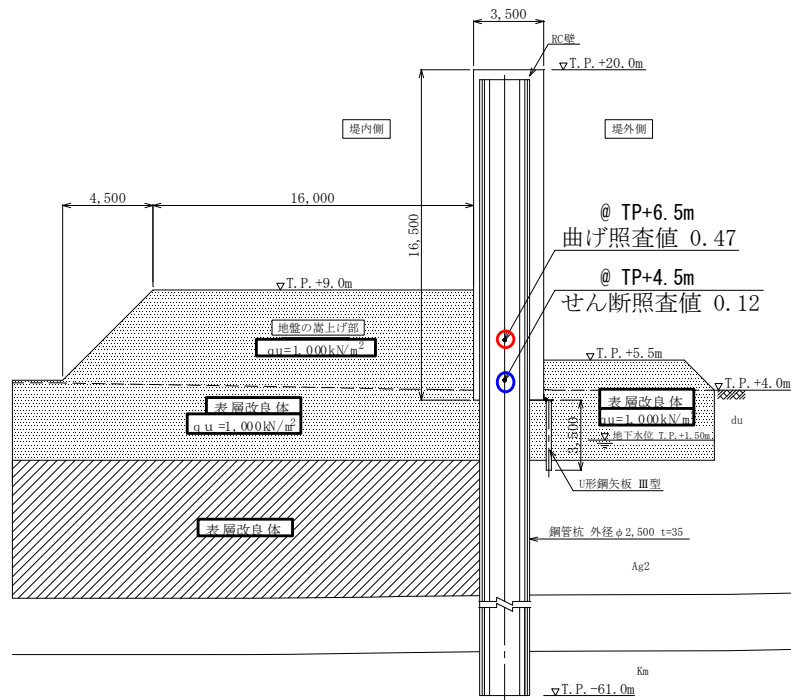 3,500
RC壁
▽T.P.+20.0m
堤内側
堤外側
4,500
16,000
16,500
@ TP+6.5m
曲げ照査値 0.47
@ TP+4.5m
せん断照査値 0.12
▽T.P.+9.0m
地盤の嵩上げ部
qu=1,000kN/m²
▽T.P.+5.5m
▽T.P.+4.0m
表層改良体
qu=1,000kN/m²
表層改良体
qu=1,000kN/m²
du
▽地下水位 T.P.+1.50m
3,500
U形鋼矢板 Ⅲ型
表層改良体
鋼管杭 外径φ2,500 t=35
Ag2
Km
▽T.P.-61.0m